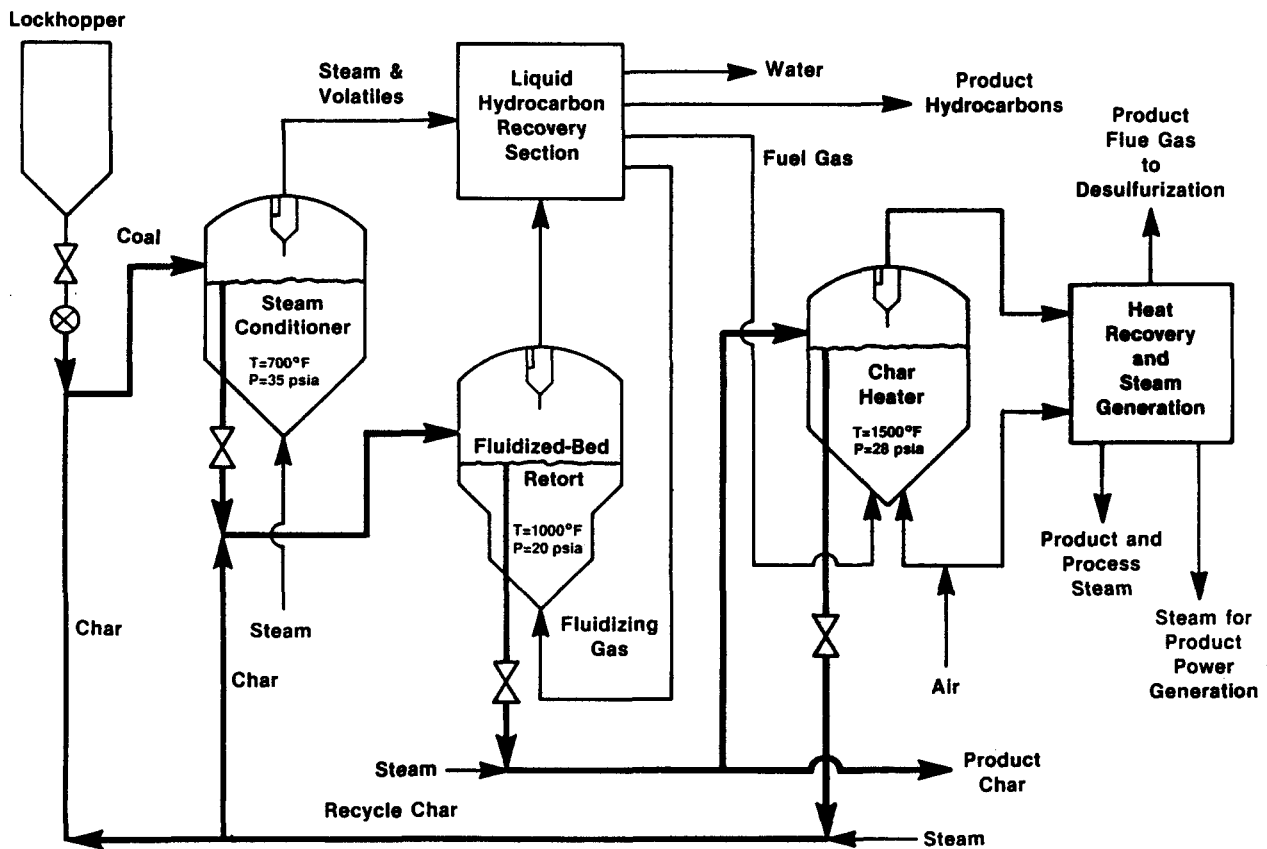 Lockhopper
Steam &
Volatiles
Liquid
Hydrocarbon
Recovery
Section
Water
Product
Hydrocarbons
Product
Flue Gas
to
Desulfurization
Fuel Gas
Coal
Steam
Conditioner
T=700°F
P=35 psia
Heat
Recovery
and
Steam
Generation
Char
Heater
T=1500°F
P=28 psia
Fluidized-Bed
Retort
T=1000°F
P=20 psia
Product and
Process
Steam
Steam for
Product
Power
Generation
Char
Steam
Fluidizing
Gas
Char
Air
Steam
Product
Char
Recycle Char
Steam